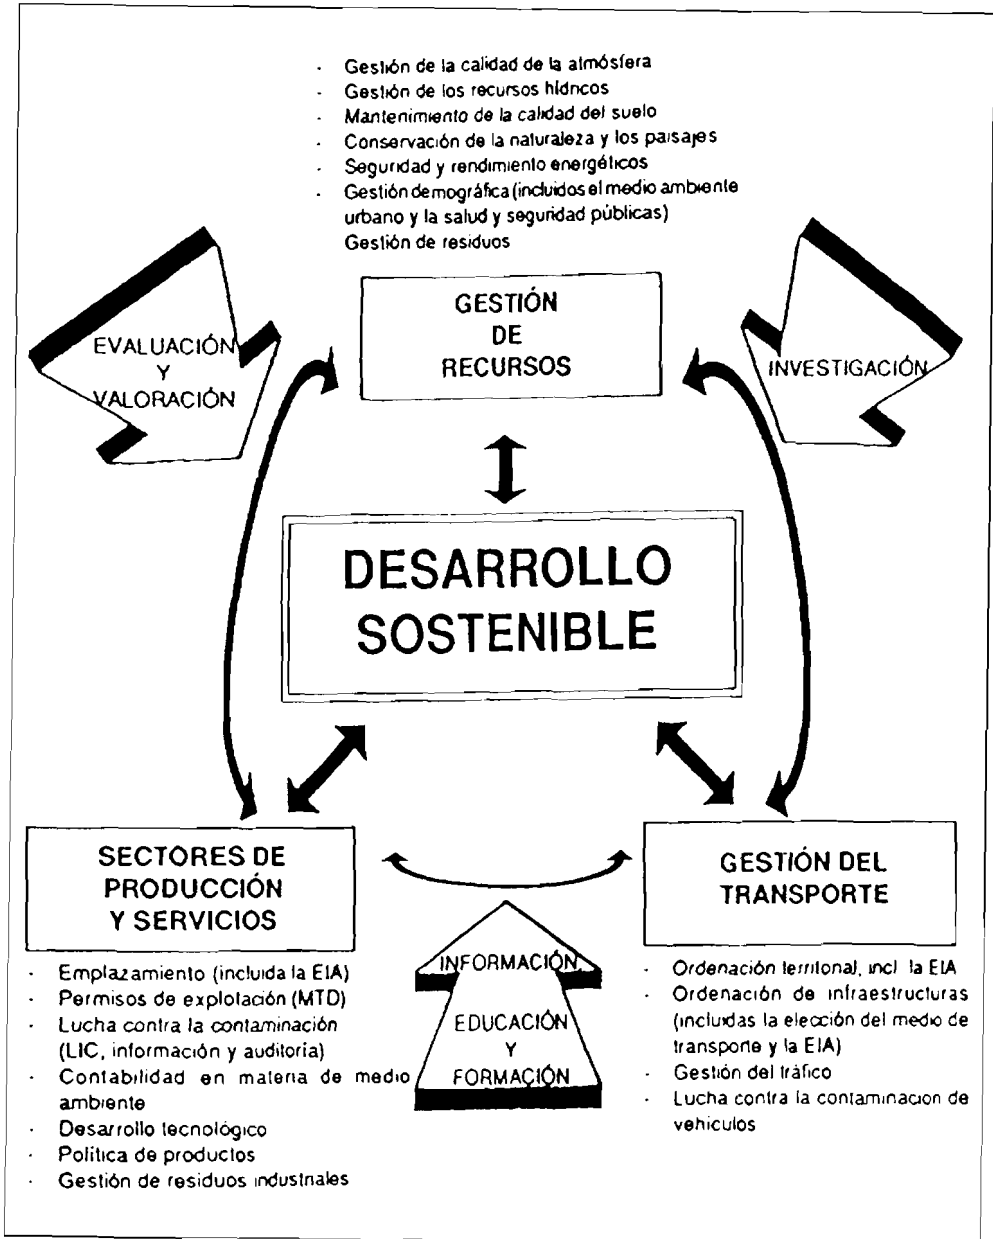 · Gestión de la calidad de la atmósfera
· Gestión de los recursos hídricos
· Mantenimiento de la calidad del suelo
· Conservación de la naturaleza y los paisajes
· Seguridad y rendimiento energéticos
· Gestión demográfica (incluidos el medio ambiente
urbano y la salud y seguridad públicas)
Gestión de residuos
EVALUACIÓN
Y
VALORACIÓN
GESTIÓN
DE
RECURSOS
INVESTIGACIÓN
DESARROLLO
SOSTENIBLE
SECTORES DE
PRODUCCIÓN
Y SERVICIOS
· Emplazamiento (incluida la EIA)
· Permisos de explotación (MTD)
· Lucha contra la contaminación
(LIC, información y auditoría)
· Contabilidad en materia de medio
ambiente
· Desarrollo tecnológico
· Política de productos
· Gestión de residuos industriales
INFORMACIÓN,
EDUCACIÓN
Y
FORMACIÓN
GESTIÓN DEL
TRANSPORTE
· Ordenación territorial, incl la EIA
· Ordenación de infraestructuras
(incluidas la elección del medio de
transporte y la EIA)
· Gestión del tráfico
· Lucha contra la contaminacion de
vehiculos